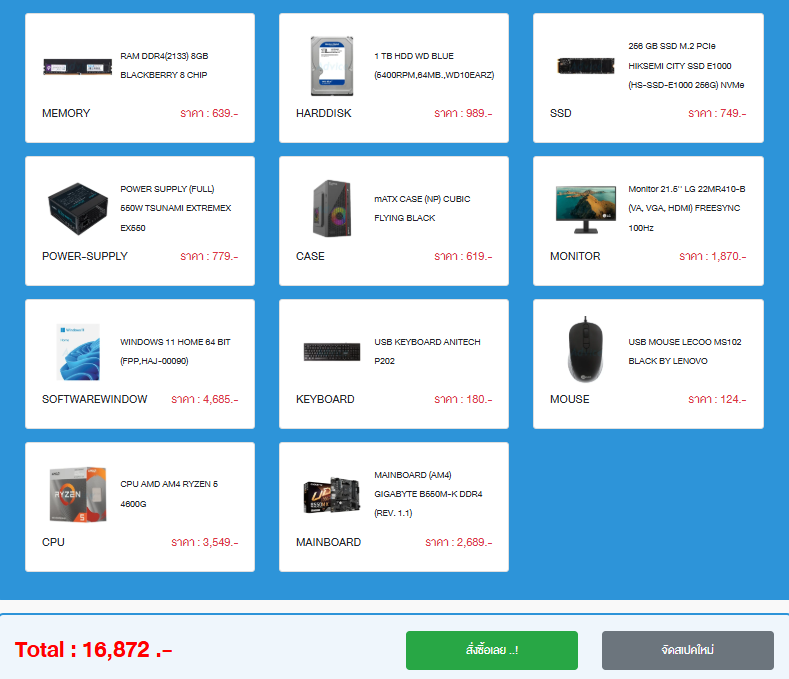 RAM DDR4(2133) 8GB
BLACKBERRY 8 CHIP
MEMORY
ราคา : 639.-
1 TB HDD WD BLUE
(5400RPM,64MB.,WD10EARZ)
HARDDISK
ราคา : 989.-
256 GB SSD M.2 PCIe
HIKSEMI CITY SSD E1000
(HS-SSD-E1000 256G) NVMe
SSD
ราคา : 749.-
POWER SUPPLY (FULL)
550W TSUNAMI EXTREMEX
EX550
POWER-SUPPLY
ราคา : 779.-
mATX CASE (NP) CUBIC
FLYING BLACK
CASE
ราคา : 619.-
Monitor 21.5'' LG 22MR410-B
(VA, VGA, HDMI) FREESYNC
100Hz
MONITOR
ราคา : 1,870.-
WINDOWS 11 HOME 64 BIT
(FPP,HAJ-00090)
SOFTWAREWINDOW
ราคา : 4,685.-
USB KEYBOARD ANITECH
P202
KEYBOARD
ราคา : 180.-
USB MOUSE LECOO MS102
BLACK BY LENOVO
MOUSE
ราคา : 124.-
RYZEN
5
CPU AMD AM4 RYZEN 5
4600G
CPU
ราคา : 3,549.-
MAINBOARD (AM4)
GIGABYTE B550M-K DDR4
(REV. 1.1)
MAINBOARD
ราคา : 2,689.-
Total : 16,872 .-
สั่งซื้อเลย ..!
จัดสเปคใหม่